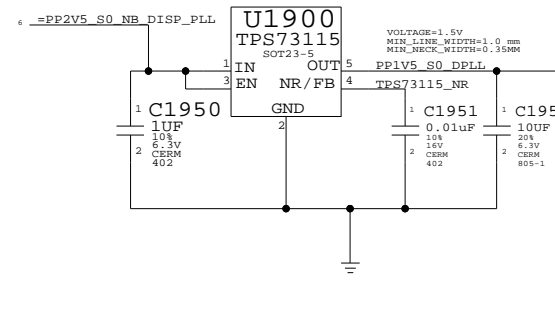 6 =PP2V5_S0_NB_DISP_PLL
U1900
TPS73115
SOT23-5
1 IN OUT 5
3 EN NR/FB 4
GND
2
VOLTAGE=1.5V
MIN_LINE_WIDTH=1.0 mm
MIN_NECK_WIDTH=0.35MM
PP1V5_S0_DPLL
TPS73115_NR
1 C1950
1UF
10%
2 6.3V
CERM
402
1 C1951
0.01uF
10%
2 16V
CERM
402
1 C195
10UF
20%
2 6.3V
CERM
805-1